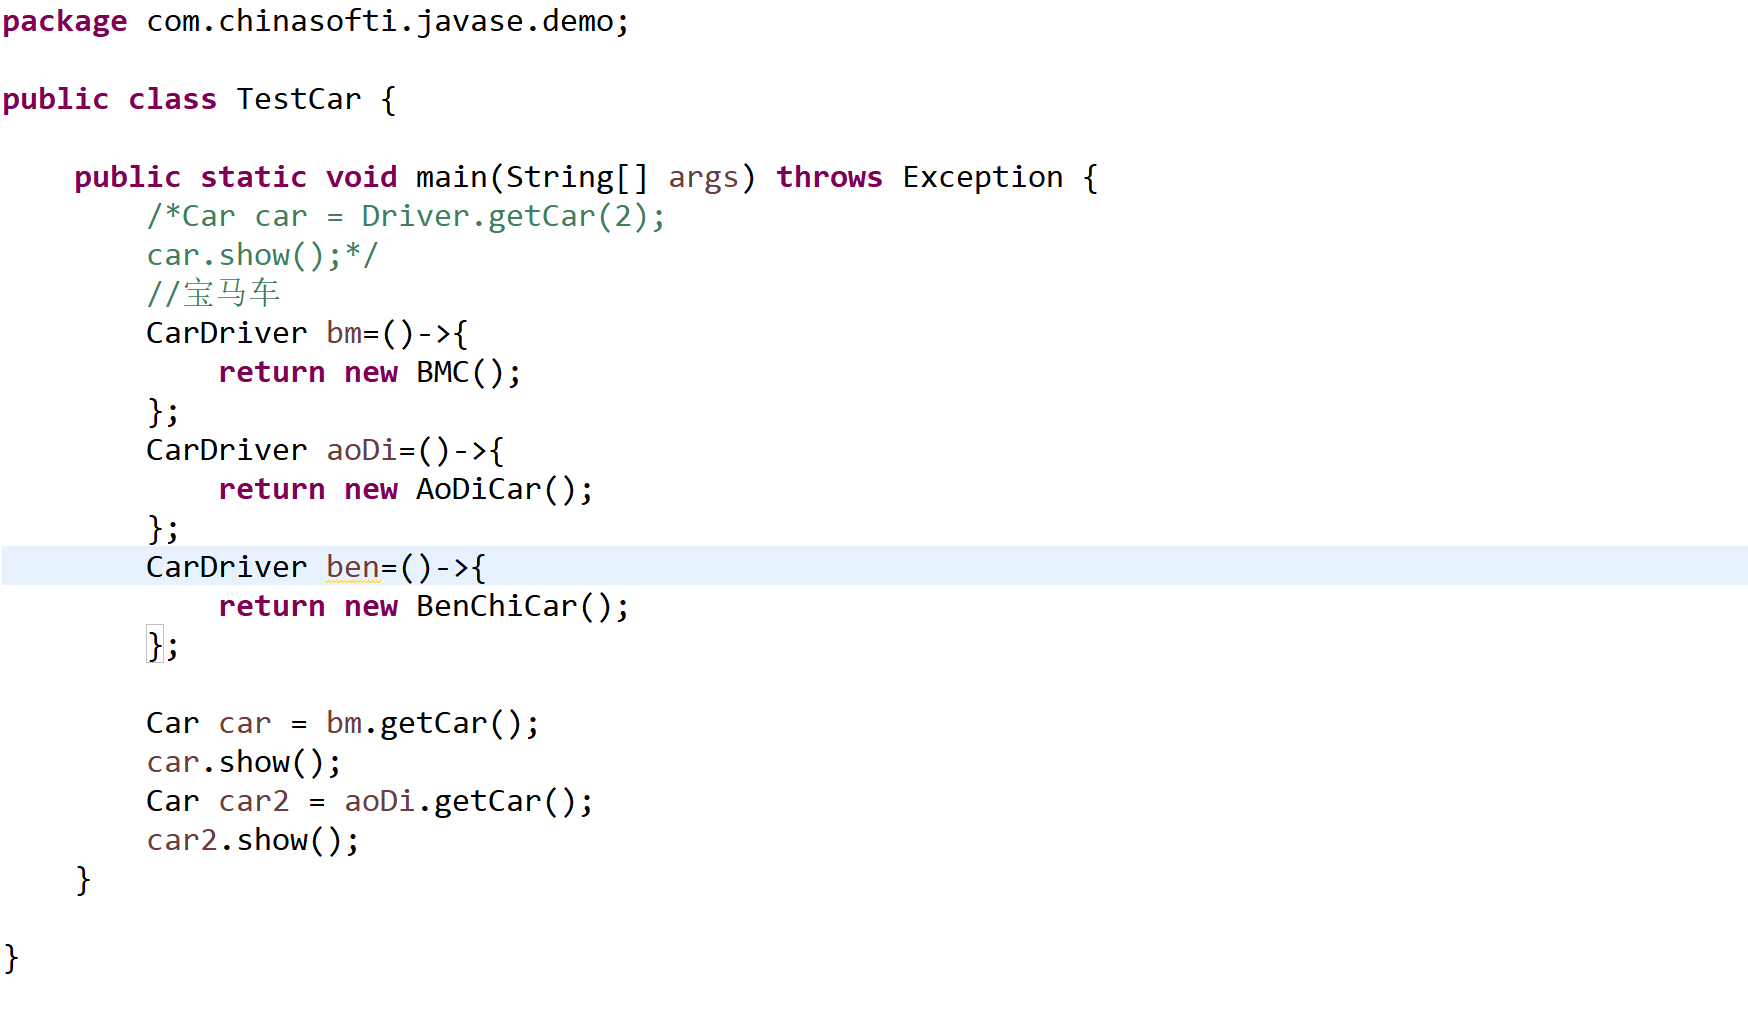 package com.chinasofti.javase.demo;
public class TestCar {
public static void main(String[] args) throws Exception {
/*Car car = Driver.getCar(2);
car.show();*/
//宝马车
CarDriver bm=()->{
return new BMC();
};
CarDriver aoDi=()->{
return new AoDiCar();
};
CarDriver ben=()->{
return new BenChiCar();
};
Car car = bm.getCar();
car.show();
Car car2 = aoDi.getCar();
car2.show();
}
}